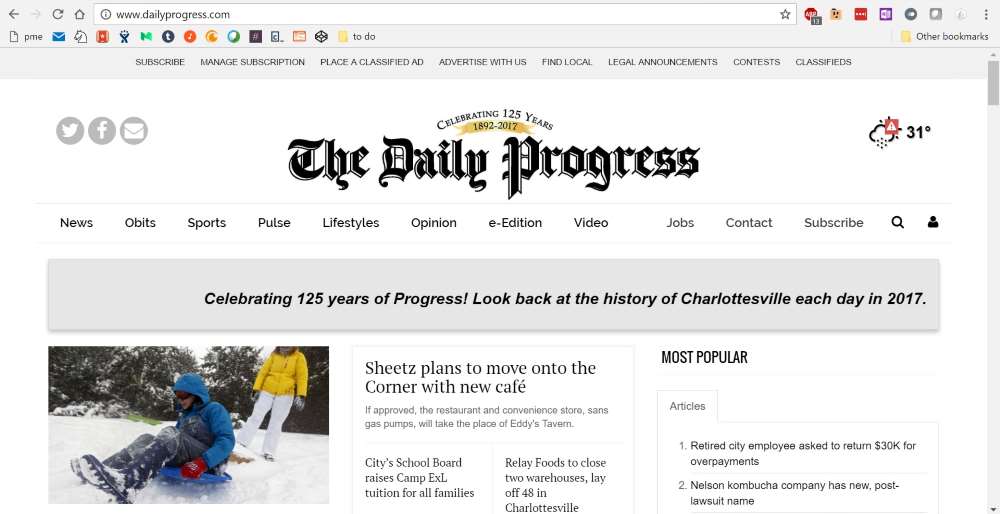 www.dailyprogress.com
ABP
13
pme
to do
Other bookmarks
SUBSCRIBE MANAGE SUBSCRIPTION PLACE A CLASSIFIED AD ADVERTISE WITH US FIND LOCAL LEGAL ANNOUNCEMENTS CONTESTS CLASSIFIEDS
CELEBRATING 125 YEARS
1892-2017
The Daily Progress
31°
News Obits Sports Pulse Lifestyles Opinion e-Edition Video Jobs Contact Subscribe
Celebrating 125 years of Progress! Look back at the history of Charlottesville each day in 2017.
Sheetz plans to move onto the
Corner with new café
If approved, the restaurant and convenience store, sans
gas pumps, will take the place of Eddy's Tavern.
City's School Board
raises Camp ExL
tuition for all families
Relay Foods to close
two warehouses, lay
off 48 in
Charlottesville
MOST POPULAR
Articles
1. Retired city employee asked to return $30K for
overpayments
2. Nelson kombucha company has new, post-
lawsuit name